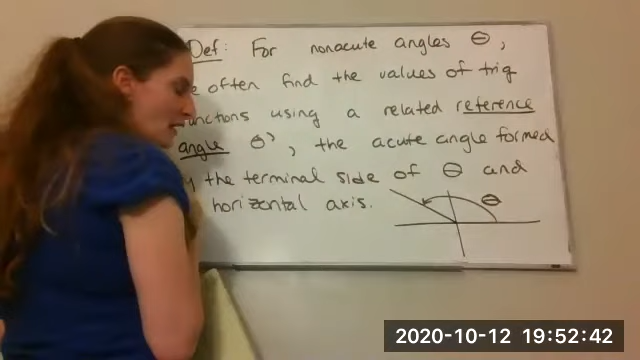 Def: For nonacute angles θ,
often find the values of trig
functions using a related reference
angle θ', the acute angle formed
the terminal side of θ and
horizontal axis.
θ
2020-10-12 19:52:42